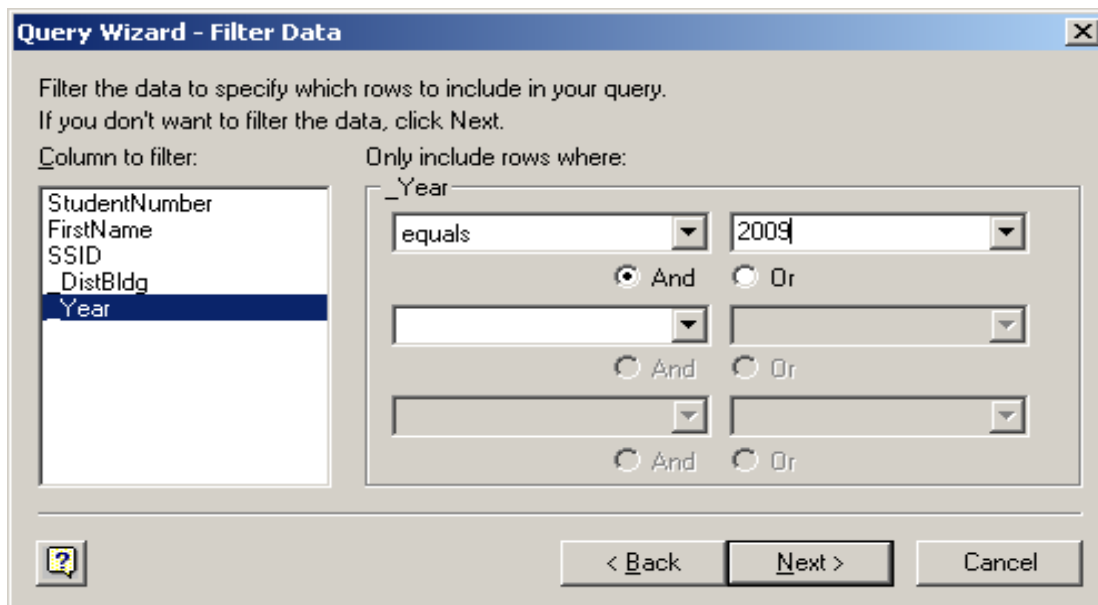 Query Wizard - Filter Data
Filter the data to specify which rows to include in your query.
If you don't want to filter the data, click Next.
Column to filter:
Only include rows where:
StudentNumber
FirstName
SSID
_DistBldg
_Year
_Year
equals
2009
And
Or
And
Or
And
Or
< Back
Next >
Cancel